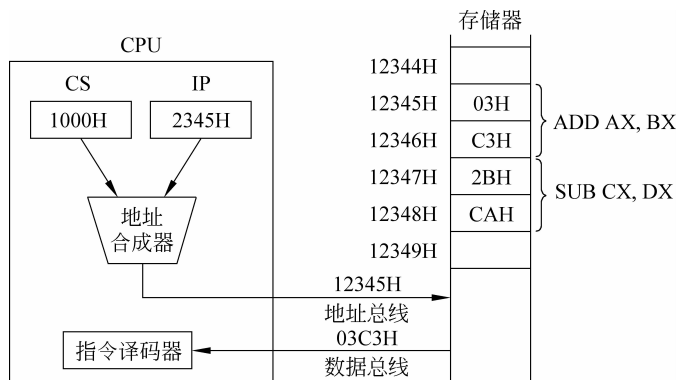 存储器
CPU
CS IP
1000H 2345H
地址
合成器
指令译码器
12345H
地址总线
03C3H
数据总线
12344H
12345H 03H
12346H C3H
12347H 2BH
12348H CAH
12349H
ADD AX, BX
SUB CX, DX